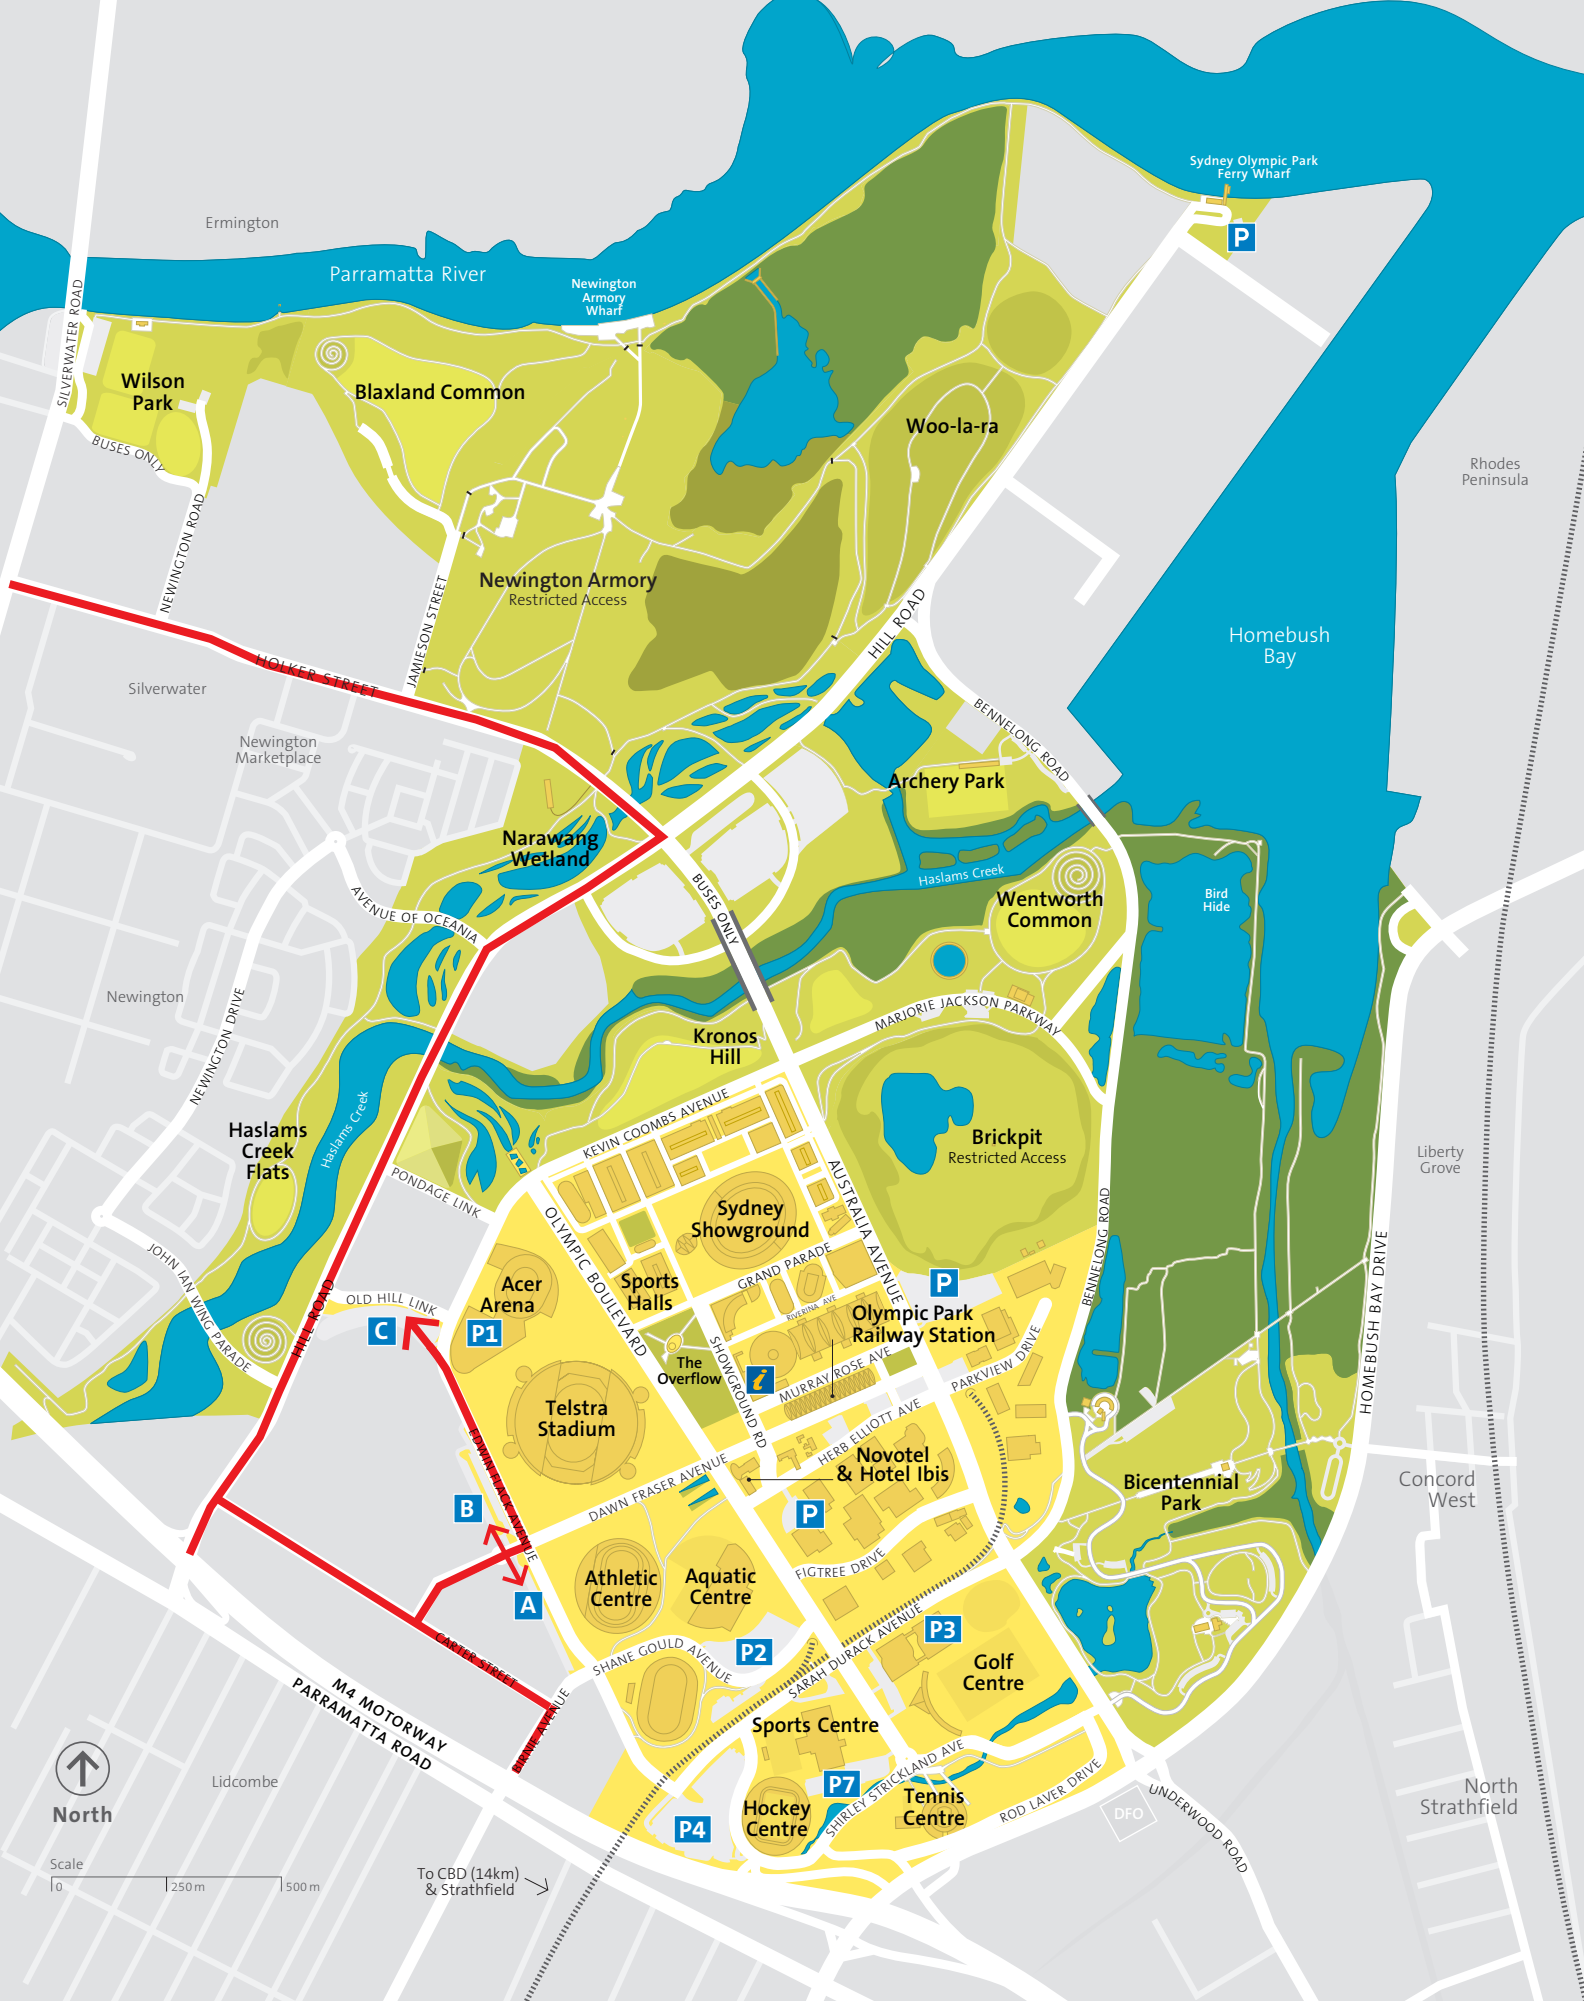 Sydney Olympic Park
Ferry Wharf
P
Ermington
Parramatta River
Newington
Armory
Wharf
SILVERWATER ROAD
Wilson
Park
Blaxland Common
Woo-la-ra
BUSES ONLY
Rhodes
Peninsula
NEWINGTON ROAD
Newington Armory
Restricted Access
JAMIESON STREET
HILL ROAD
Homebush
Bay
HOLKER STREET
Silverwater
BENNELONG ROAD
Newington
Marketplace
Archery Park
Narawang
Wetland
Haslams Creek
BUSES ONLY
Bird
Hide
Wentworth
Common
AVENUE OF OCEANIA
Newington
NEWINGTON DRIVE
MARJORIE JACKSON PARKWAY
Kronos
Hill
KEVIN COOMBS AVENUE
Haslams
Creek
Flats
Haslams Creek
Brickpit
Restricted Access
Liberty
Grove
PONDAGE LINK
AUSTRALIA AVENUE
Sydney
Showground
OLYMPIC BOULEVARD
BENNELONG ROAD
JOHN IAN WING PARADE
GRAND PARADE
HOMEBUSH BAY DRIVE
Acer
Arena
Sports
Halls
P
OLD HILL LINK
HILL ROAD
RIVERINA AVE
Olympic Park
Railway Station
C
P1
SHOWGROUND RD
The
Overflow
i
MURRAY ROSE AVE
PARKVIEW DRIVE
Telstra
Stadium
HERB ELLIOTT AVE
EDWIN FLACK AVENUE
Novotel
& Hotel Ibis
DAWN FRASER AVENUE
Bicentennial
Park
Concord
West
B
P
FIGTREE DRIVE
Athletic
Centre
Aquatic
Centre
A
SARAH DURACK AVENUE
P3
CARTER STREET
SHANE GOULD AVENUE
P2
Golf
Centre
M4 MOTORWAY
PARRAMATTA ROAD
BIRNIE AVENUE
Sports Centre
SHIRLEY STRICKLAND AVE
ROD LAVER DRIVE
Lidcombe
P7
Tennis
Centre
Hockey
Centre
P4
DFO
UNDERWOOD ROAD
North
Strathfield
North
Scale
0
250 m
500 m
To CBD (14km)
& Strathfield